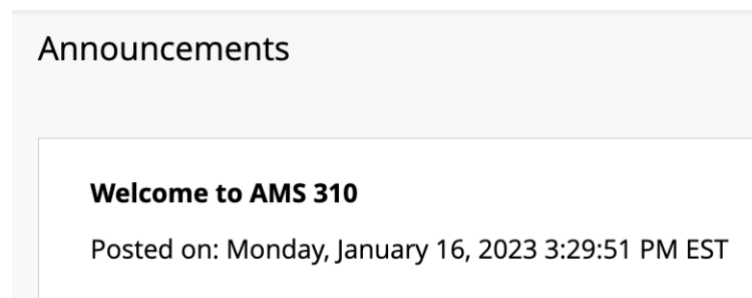 Announcements
Welcome to AMS 310
Posted on: Monday, January 16, 2023 3:29:51 PM EST